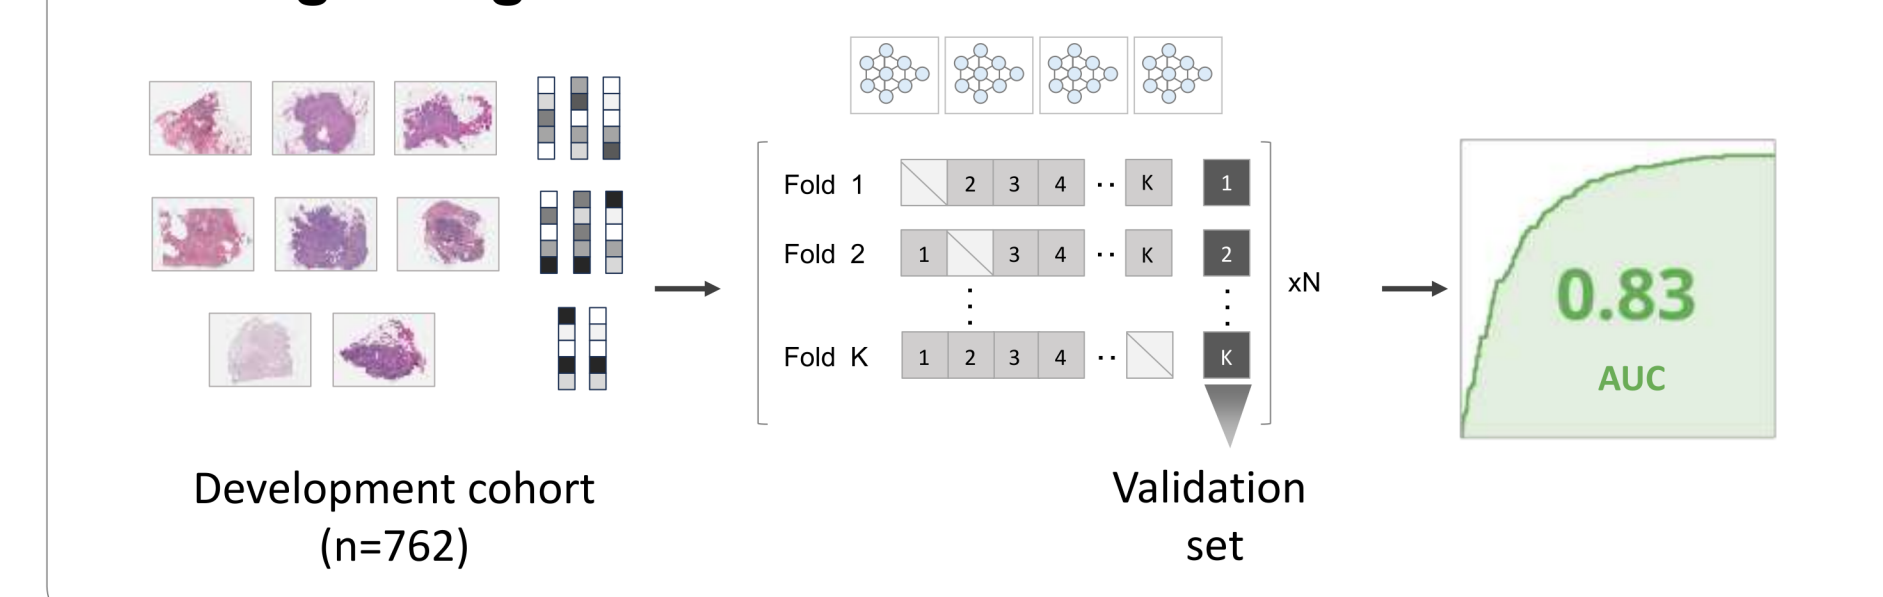 Fold 1 2 3 4 .. K 1
Fold 2 1 3 4 .. K 2
Fold K 1 2 3 4 .. K
xN
0.83
AUC
Development cohort
(n=762)
Validation
set